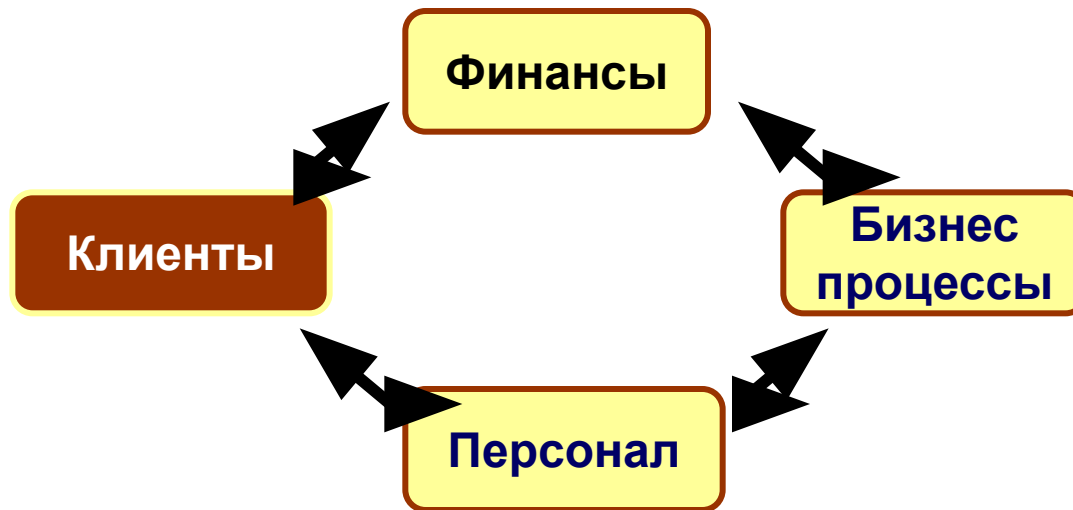 Финансы
Клиенты
Бизнес
процессы
Персонал